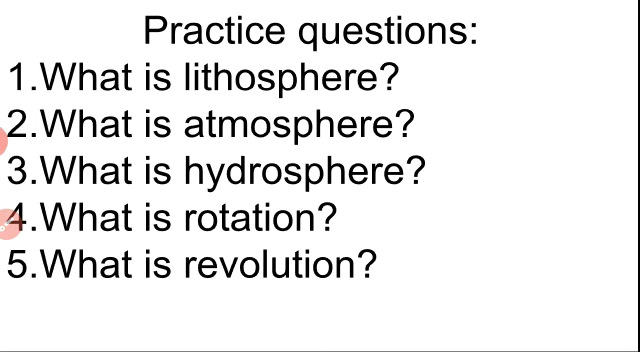 Practice questions:
1.What is lithosphere?
2.What is atmosphere?
3.What is hydrosphere?
4.What is rotation?
5.What is revolution?